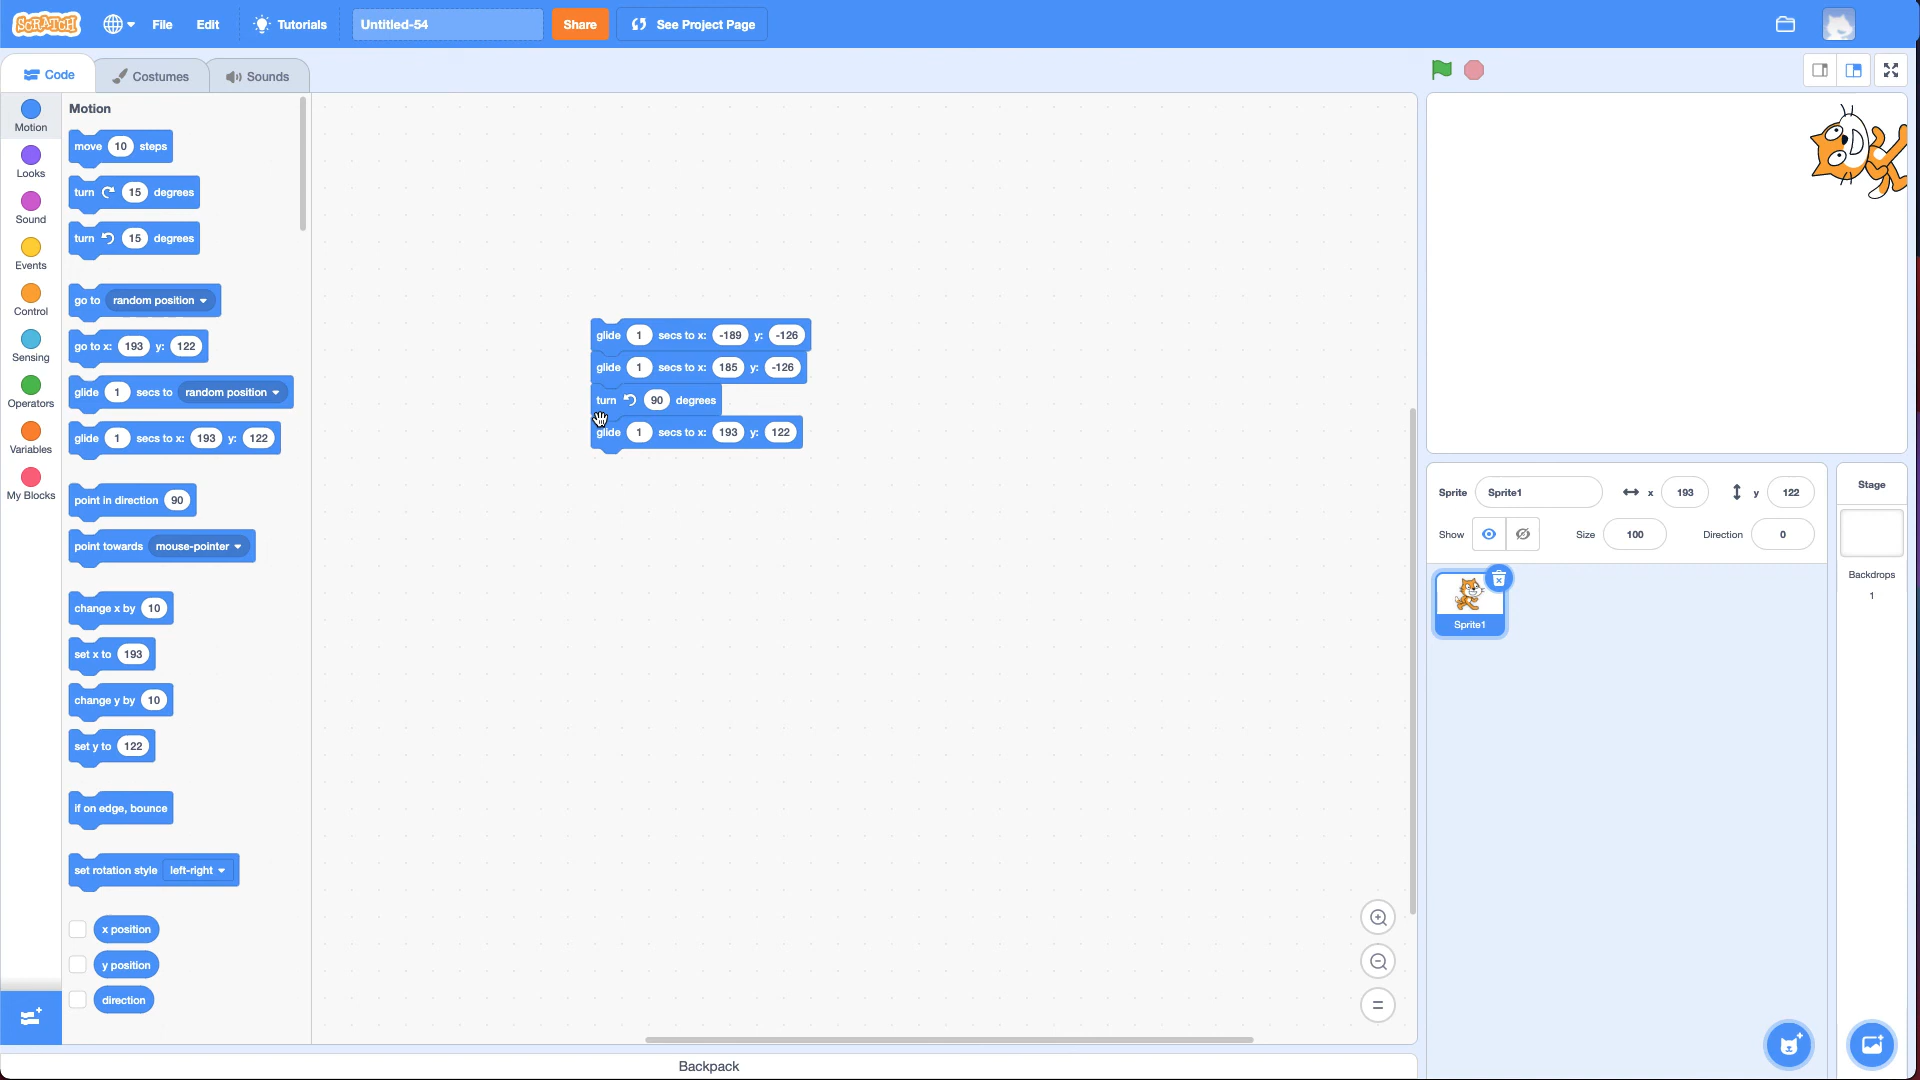 SCRATCH File Edit Tutorials Untitled-54 Share See Project Page
Code Costumes Sounds
Motion
Looks
Sound
Events
Control
Sensing
Operators
Variables
My Blocks
Motion
move 10 steps
turn 15 degrees
turn 15 degrees
go to random position
go to x: 193 y: 122
glide 1 secs to random position
glide 1 secs to x: 193 y: 122
point in direction 90
point towards mouse-pointer
change x by 10
set x to 193
change y by 10
set y to 122
if on edge, bounce
set rotation style left-right
x position
y position
direction
glide 1 secs to x: -189 y: -126
glide 1 secs to x: 185 y: -126
turn 90 degrees
glide 1 secs to x: 193 y: 122
Backpack
Sprite Sprite1 x 193 y 122
Show Size 100 Direction 0
Sprite1
Stage
Backdrops
1